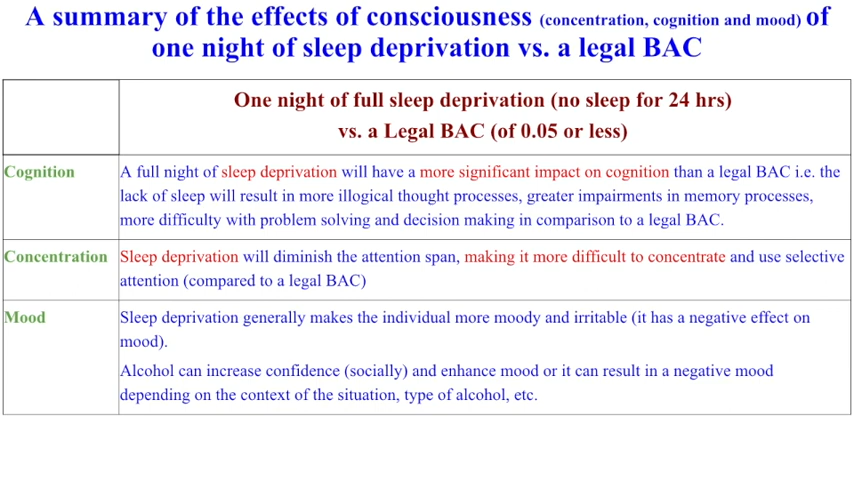 A summary of the effects of consciousness (concentration, cognition and mood) of
one night of sleep deprivation vs. a legal BAC
One night of full sleep deprivation (no sleep for 24 hrs)
vs. a Legal BAC (of 0.05 or less)
Cognition
A full night of sleep deprivation will have a more significant impact on cognition than a legal BAC i.e. the
lack of sleep will result in more illogical thought processes, greater impairments in memory processes,
more difficulty with problem solving and decision making in comparison to a legal BAC.
Concentration
Sleep deprivation will diminish the attention span, making it more difficult to concentrate and use selective
attention (compared to a legal BAC)
Mood
Sleep deprivation generally makes the individual more moody and irritable (it has a negative effect on
mood).
Alcohol can increase confidence (socially) and enhance mood or it can result in a negative mood
depending on the context of the situation, type of alcohol, etc.